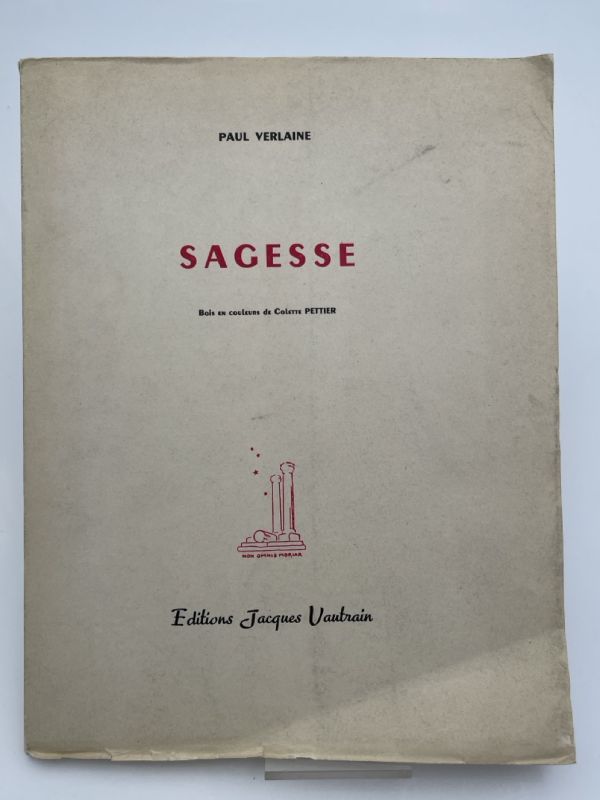 PAUL VERLAINE
SAGESSE
Bois en couleurs de Colette PETTIER
NON OMNIS MORIAR
Editions Jacques Vautrain